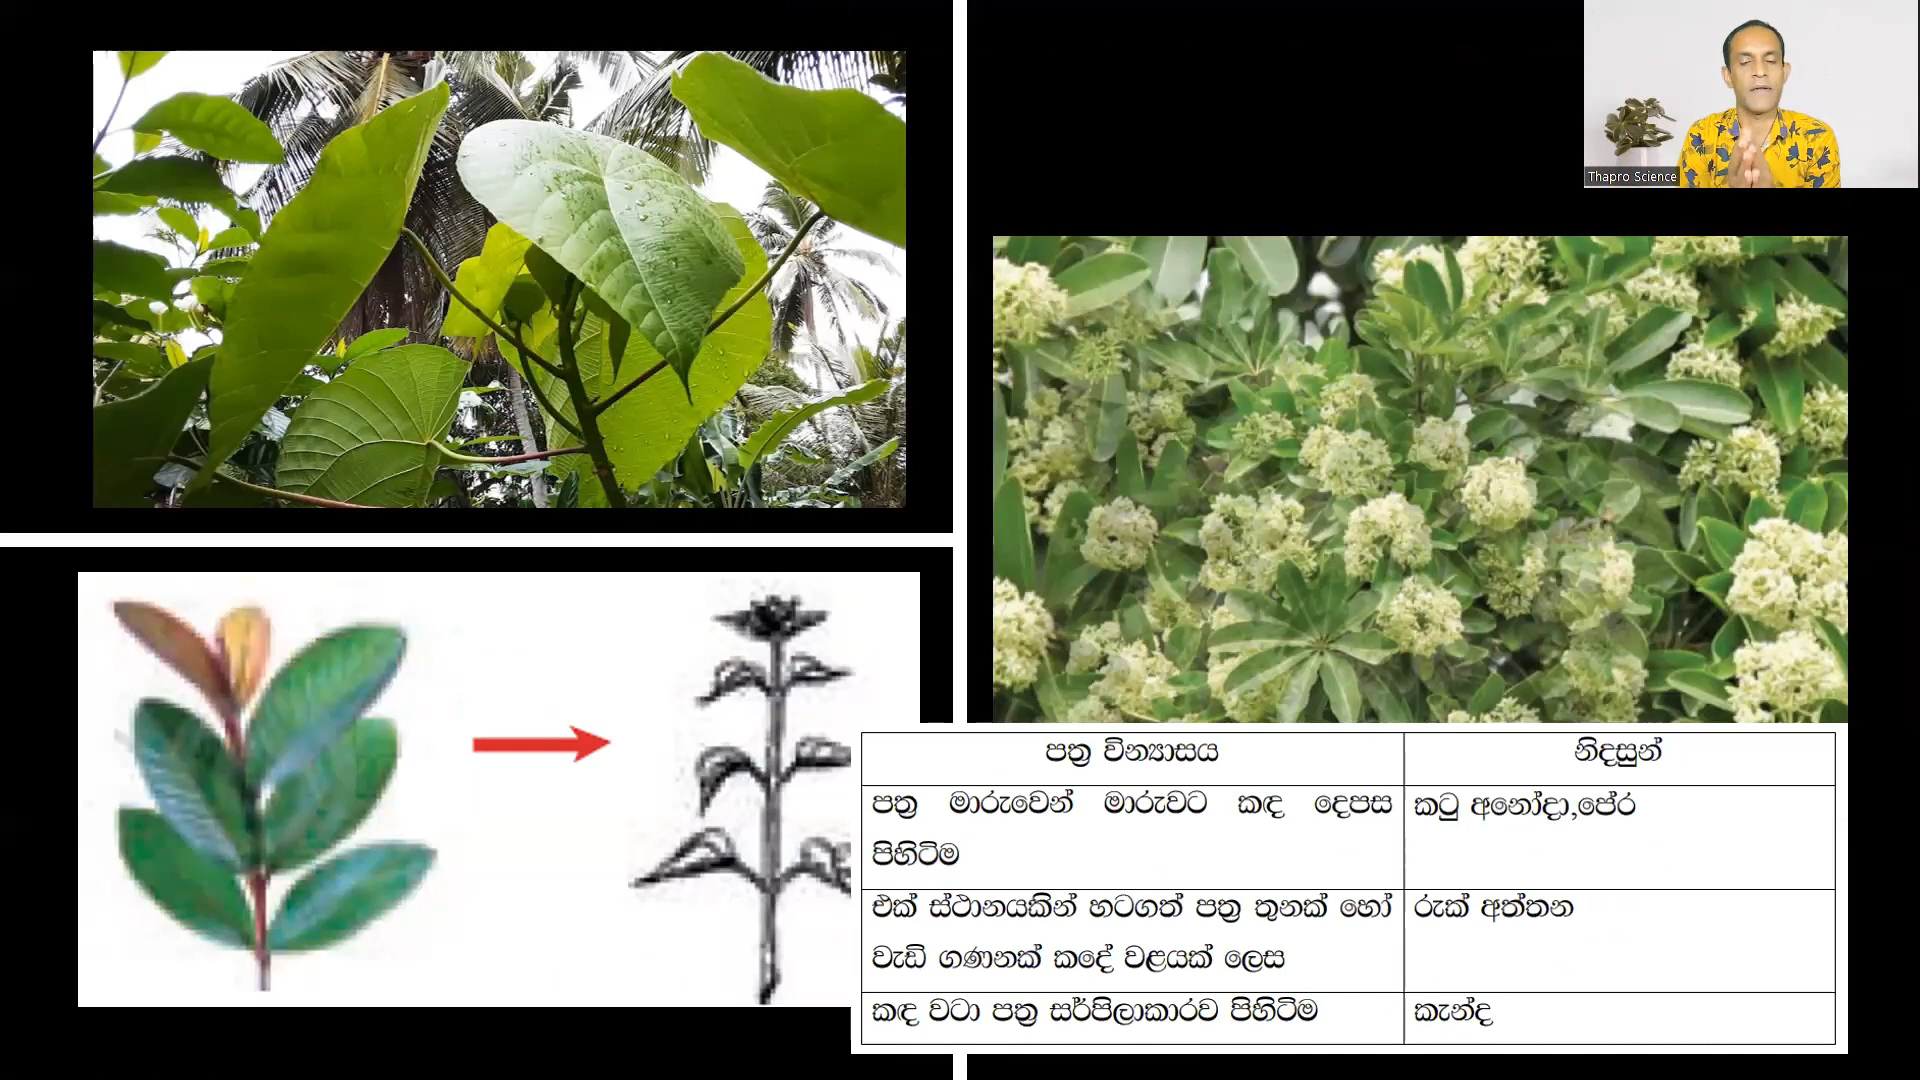 Thapro Science
පත්‍ර වින්‍යාසය
නිදසුන්
පත්‍ර මාරුවෙන් මාරුවට කඳ දෙපස
පිහිටිම
කටු අනෝදා,පේර
එක් ස්ථානයකින් හටගත් පත්‍ර තුනක් හෝ
වැඩි ගණනක් කදේ වළයක් ලෙස
රුක් අත්තන
කඳ වටා පත්‍ර සර්පිලාකාරව පිහිටිම
කැන්ද